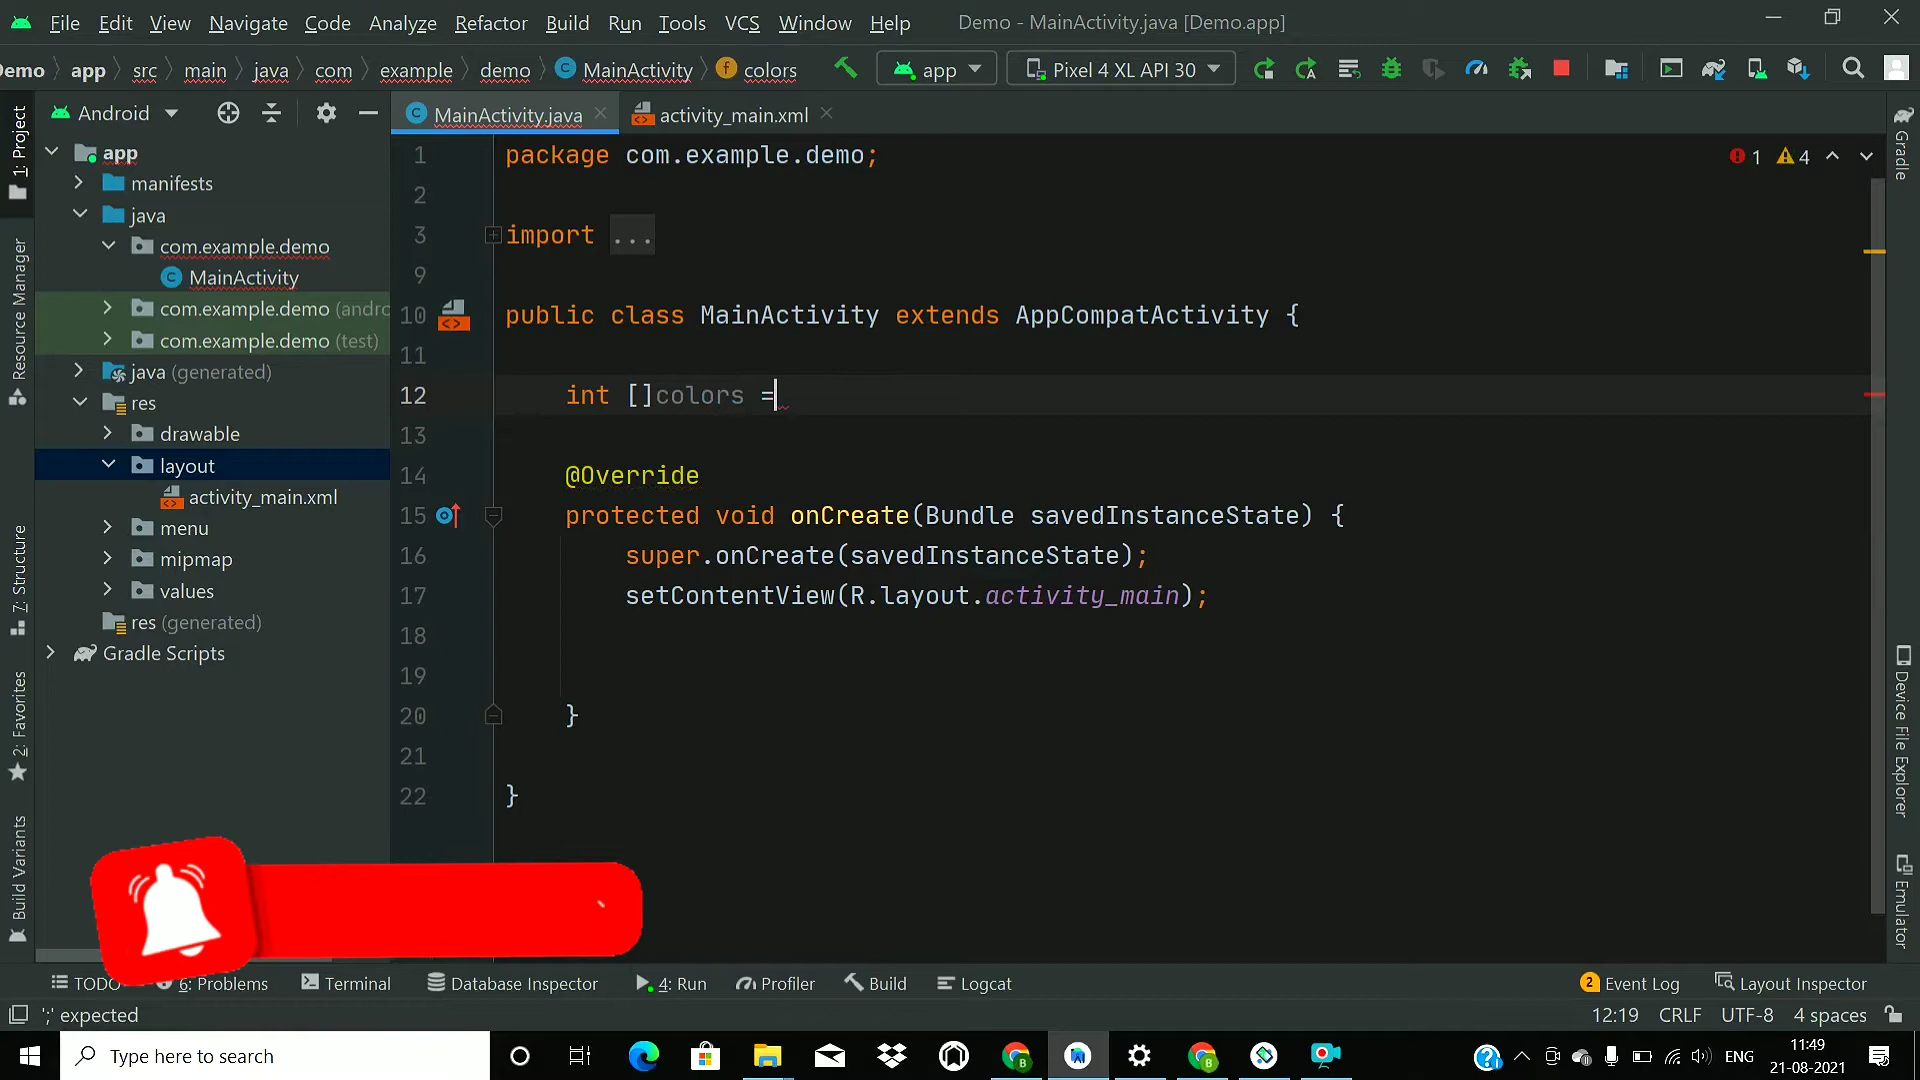 File Edit View Navigate Code Analyze Refactor Build Run Tools VCS Window Help Demo - MainActivity.java [Demo.app]
Demo app src main java com example demo MainActivity colors app Pixel 4 XL API 30
Android
MainActivity.java activity_main.xml
1: Project
Resource Manager
7: Structure
2: Favorites
Build Variants
app
manifests
java
com.example.demo
MainActivity
com.example.demo (andro
com.example.demo (test)
java (generated)
res
drawable
layout
activity_main.xml
menu
mipmap
values
res (generated)
Gradle Scripts
1 package com.example.demo;
2
3 import ...
9
10 public class MainActivity extends AppCompatActivity {
11
12 int []colors =
13
14 @Override
15 protected void onCreate(Bundle savedInstanceState) {
16 super.onCreate(savedInstanceState);
17 setContentView(R.layout.activity_main);
18
19
20 }
21
22 }
1 4
Gradle
Device File Explorer
Emulator
TODO 6: Problems Terminal Database Inspector 4: Run Profiler Build Logcat 2 Event Log Layout Inspector
';' expected 12:19 CRLF UTF-8 4 spaces
Type here to search
ENG
11:49
21-08-2021